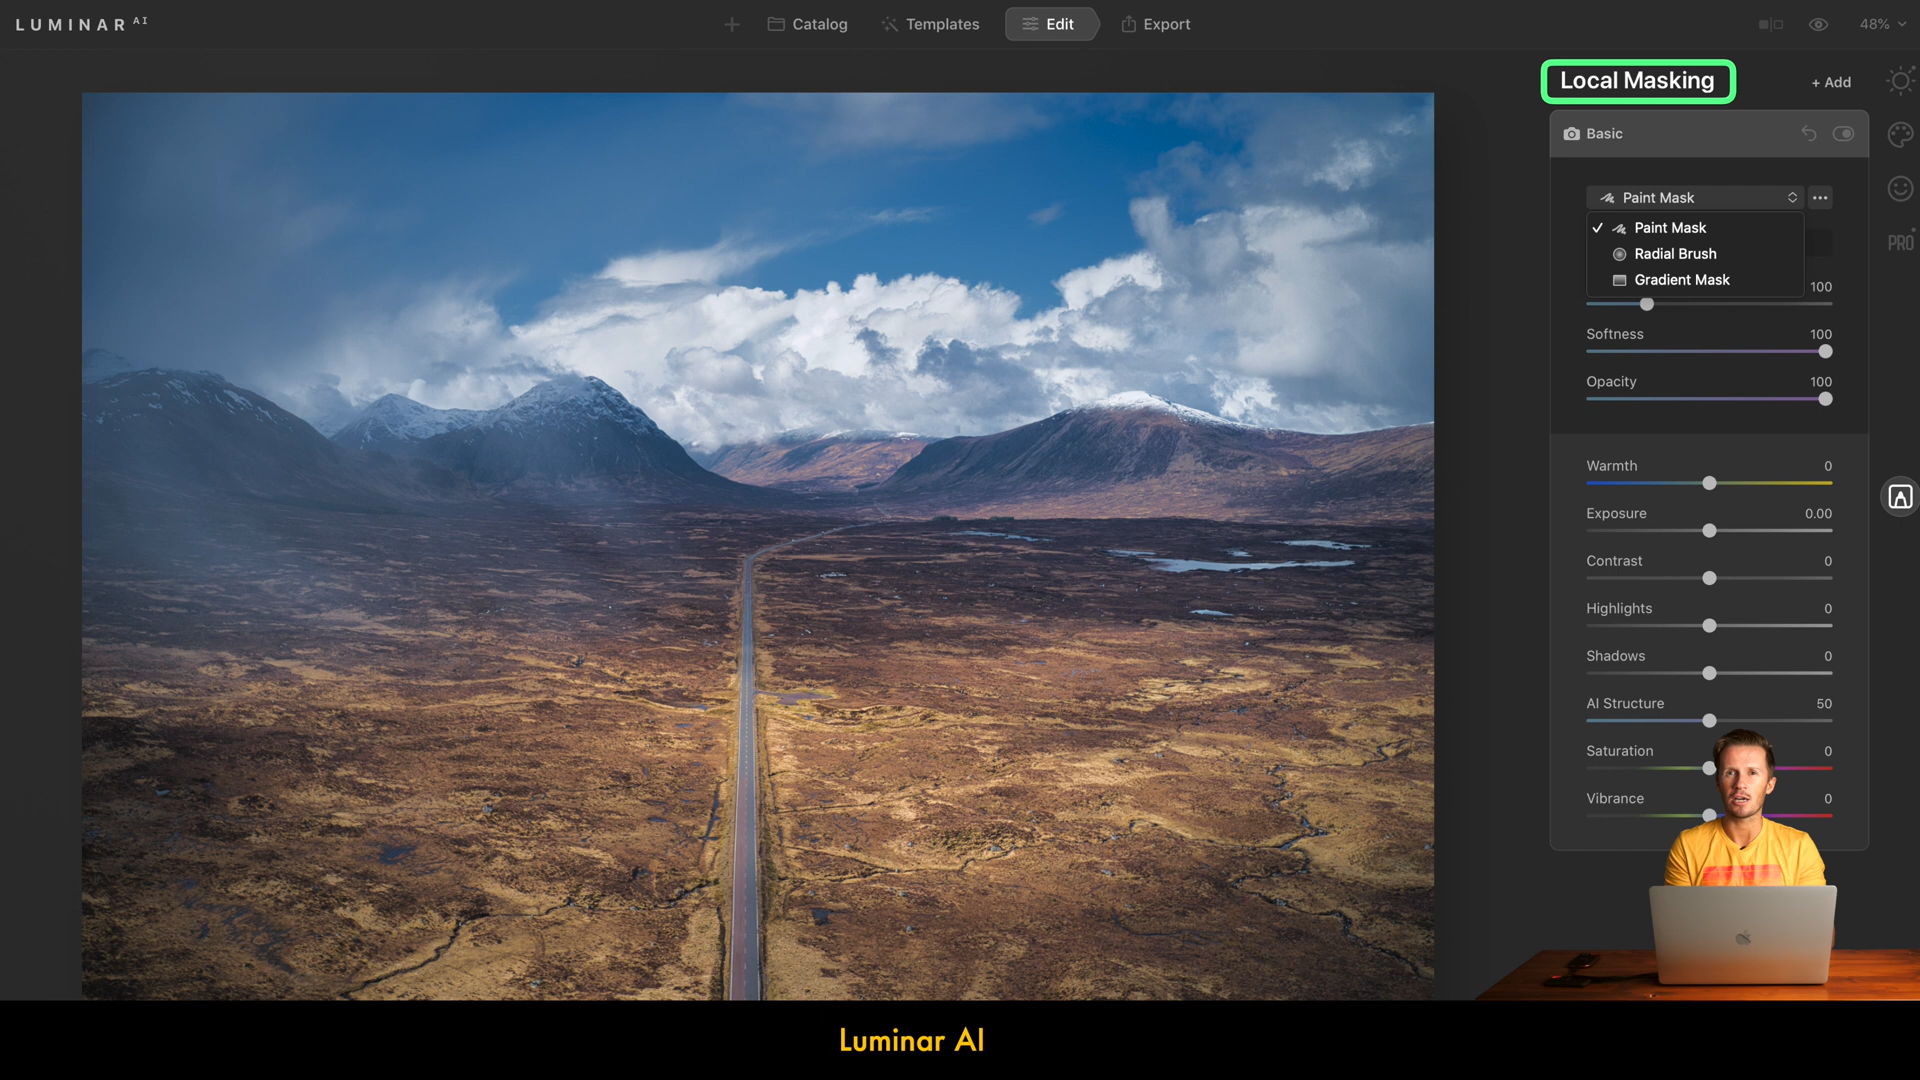 LUMINAR AI
Catalog
Templates
Edit
Export
48%
Local Masking
+ Add
Basic
Paint Mask
Paint Mask
Radial Brush
Gradient Mask
100
Softness 100
Opacity 100
Warmth 0
Exposure 0.00
Contrast 0
Highlights 0
Shadows 0
AI Structure 50
Saturation 0
Vibrance 0
PRO
Luminar AI